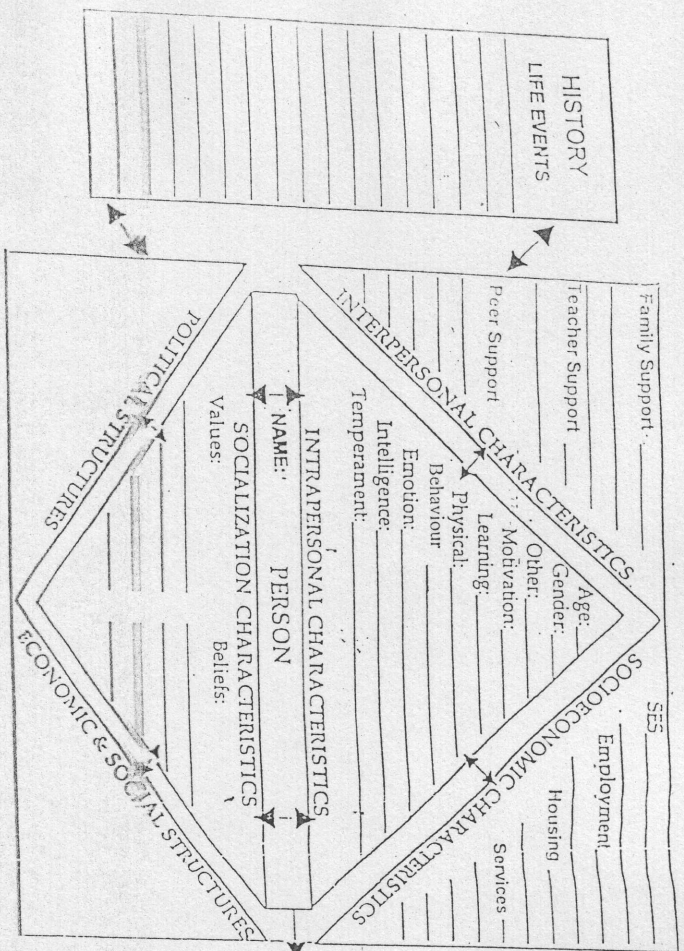 HISTORY
LIFE EVENTS
Family Support
Teacher Support
Peer Support
INTERPERSONAL CHARACTERISTICS
SES
Employment
Housing
Services
SOCIOECONOMIC CHARACTERISTICS
Age:
Gender:
Other:
Motivation:
Learning:
Physical:
Behaviour
Emotion:
Intelligence:
Temperament:
INTRAPERSONAL CHARACTERISTICS
NAME: PERSON
SOCIALIZATION CHARACTERISTICS
Values: Beliefs:
POLITICAL STRUCTURES
ECONOMIC & SOCIAL STRUCTURES